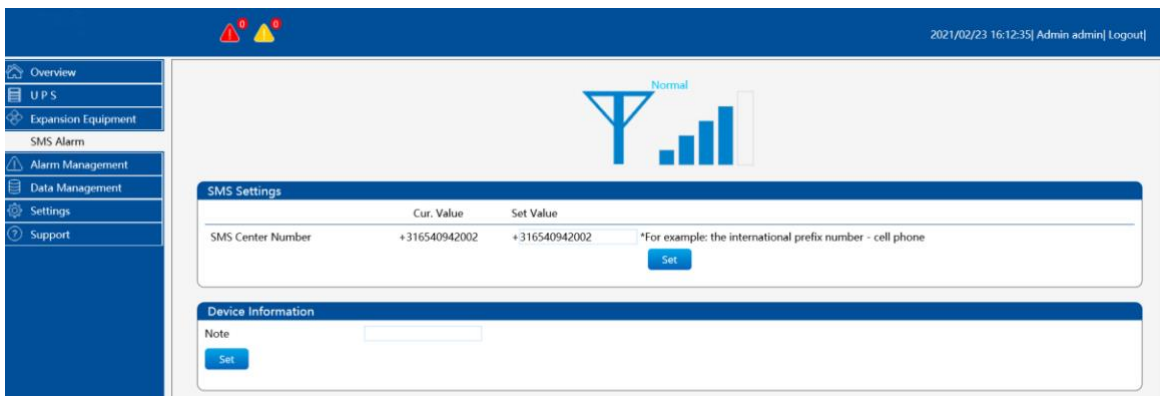 0 0
2021/02/23 16:12:35| Admin admin| Logout|
Overview
UPS
Expansion Equipment
SMS Alarm
Alarm Management
Data Management
Settings
Support
Normal
SMS Settings
Cur. Value Set Value
SMS Center Number +316540942002 +316540942002 *For example: the international prefix number - cell phone
Set
Device Information
Note
Set